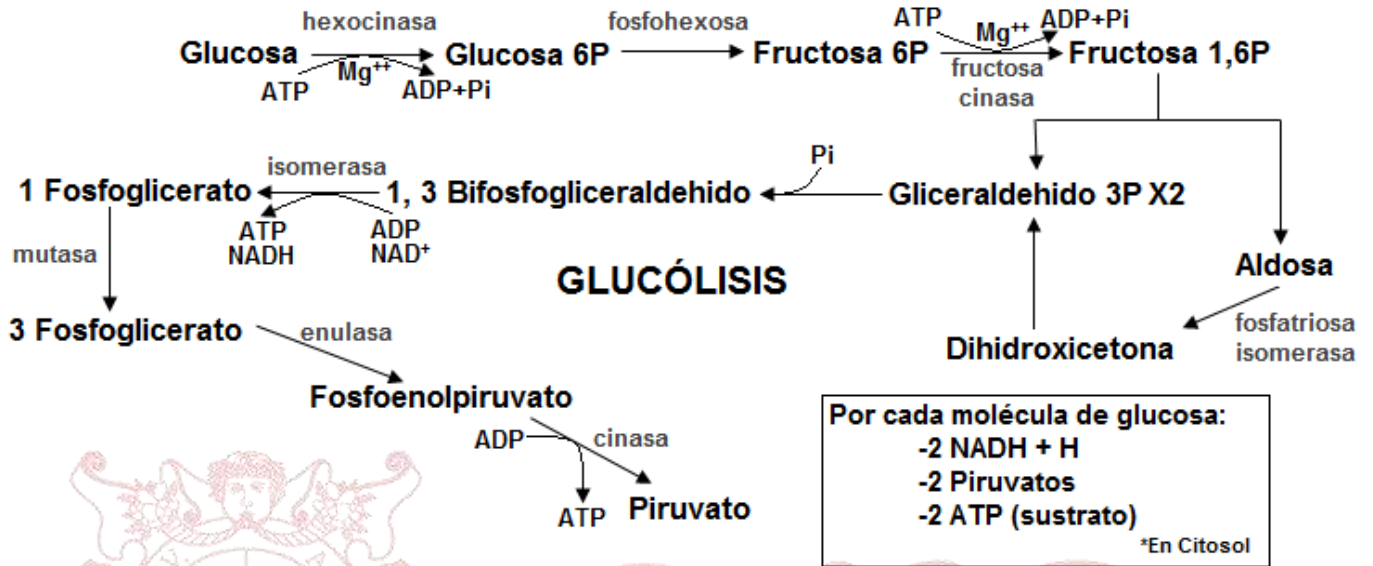 hexocinasa
fosfohexosa
ATP
Mg++
ADP+Pi
Glucosa
Glucosa 6P
Fructosa 6P
Fructosa 1,6P
Mg++
ATP
ADP+Pi
fructosa
cinasa
Pi
isomerasa
1 Fosfoglicerato
1, 3 Bifosfogliceraldehido
Gliceraldehido 3P X2
ATP
NADH
ADP
NAD+
mutasa
GLUCÓLISIS
Aldosa
3 Fosfoglicerato
enulasa
fosfatriosa
isomerasa
Dihidroxicetona
Fosfoenolpiruvato
ADP
cinasa
ATP
Piruvato
Por cada molécula de glucosa:
-2 NADH + H
-2 Piruvatos
-2 ATP (sustrato)
*En Citosol